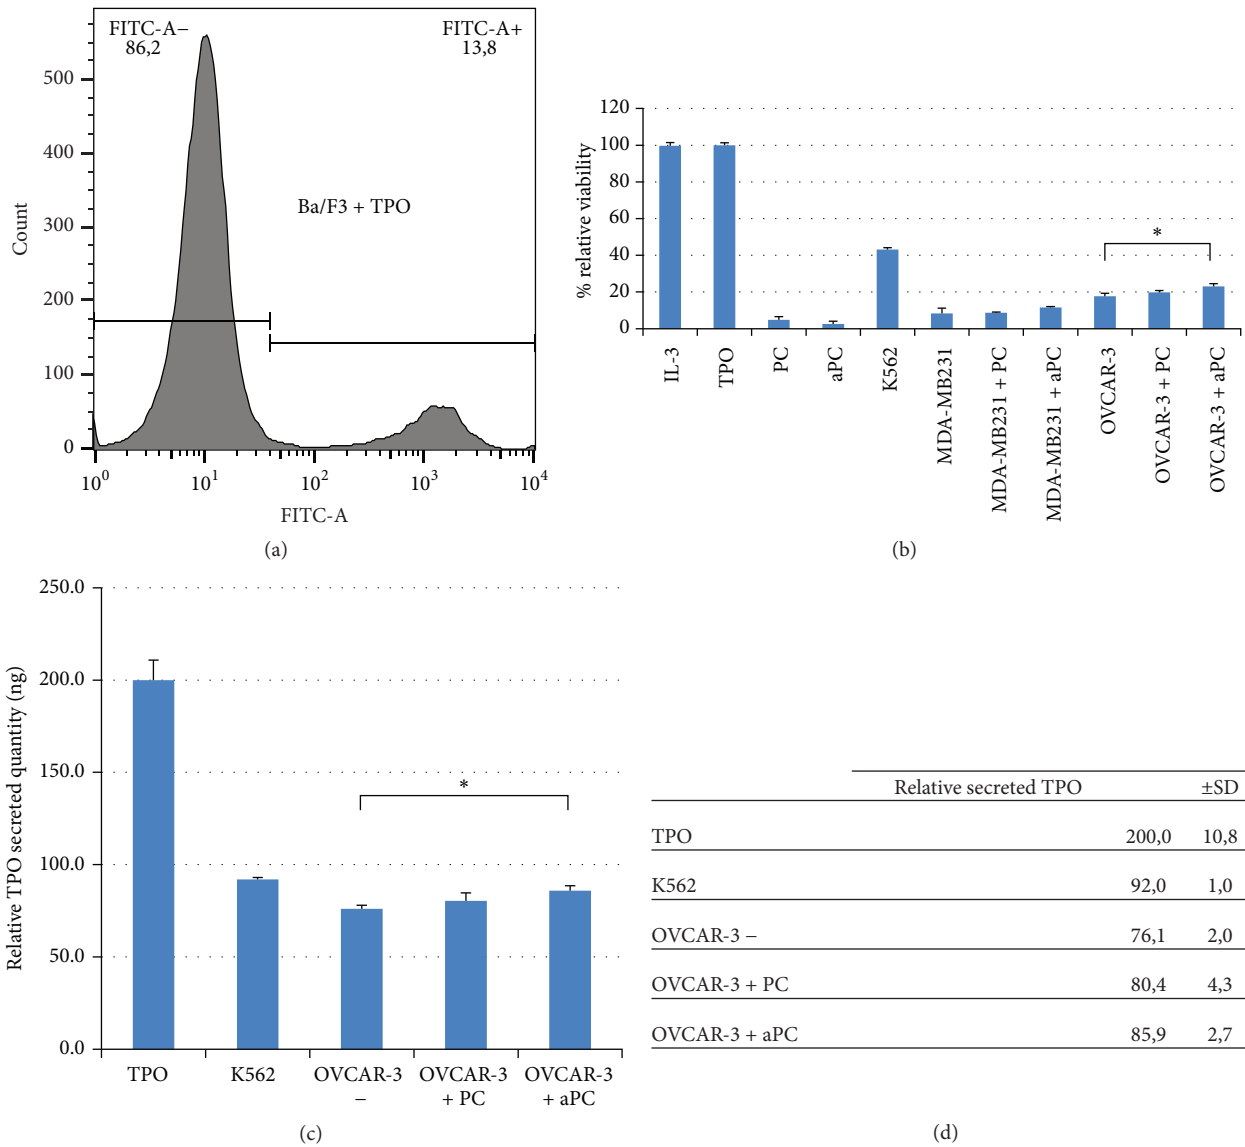 FITC-A− FITC-A+
86,2 13,8
500
400
300
200
100
0
Count
Ba/F3 + TPO
10^0 10^1 10^2 10^3 10^4
FITC-A
(a)
120
100
80
60
40
20
0
% relative viability
*
IL-3
TPO
PC
aPC
K562
MDA-MB231
MDA-MB231 + PC
MDA-MB231 + aPC
OVCAR-3
OVCAR-3 + PC
OVCAR-3 + aPC
(b)
250.0
200.0
150.0
100.0
50.0
0.0
Relative TPO secreted quantity (ng)
*
TPO K562 OVCAR-3 OVCAR-3 OVCAR-3
− + PC + aPC
(c)
Relative secreted TPO ±SD
TPO 200,0 10,8
K562 92,0 1,0
OVCAR-3 − 76,1 2,0
OVCAR-3 + PC 80,4 4,3
OVCAR-3 + aPC 85,9 2,7
(d)